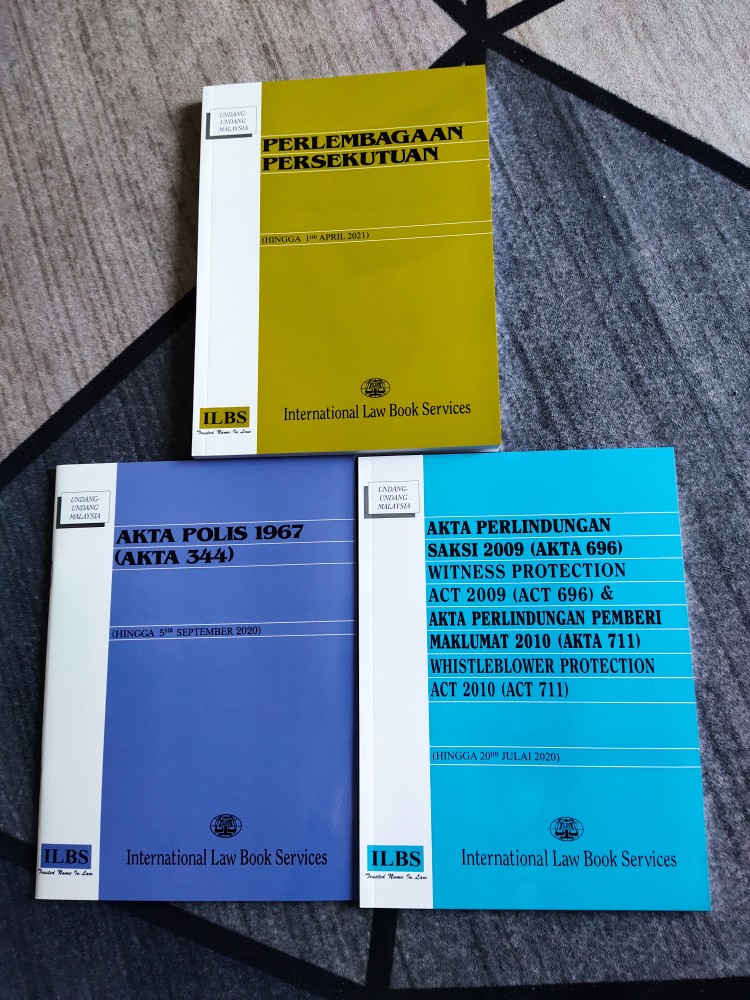 UNDANG-
UNDANG
MALAYSIA
PERLEMBAGAAN
PERSEKUTUAN
(HINGGA 1HB APRIL 2021)
ILBS
Trusted Name In Law
International Law Book Services
UNDANG-
UNDANG
MALAYSIA
AKTA POLIS 1967
(AKTA 344)
(HINGGA 5HB SEPTEMBER 2020)
ILBS
Trusted Name In Law
International Law Book Services
UNDANG-
UNDANG
MALAYSIA
AKTA PERLINDUNGAN
SAKSI 2009 (AKTA 696)
WITNESS PROTECTION
ACT 2009 (ACT 696) &
AKTA PERLINDUNGAN PEMBERI
MAKLUMAT 2010 (AKTA 711)
WHISTLEBLOWER PROTECTION
ACT 2010 (ACT 711)
(HINGGA 20HB JULAI 2020)
ILBS
Trusted Name In Law
International Law Book Services